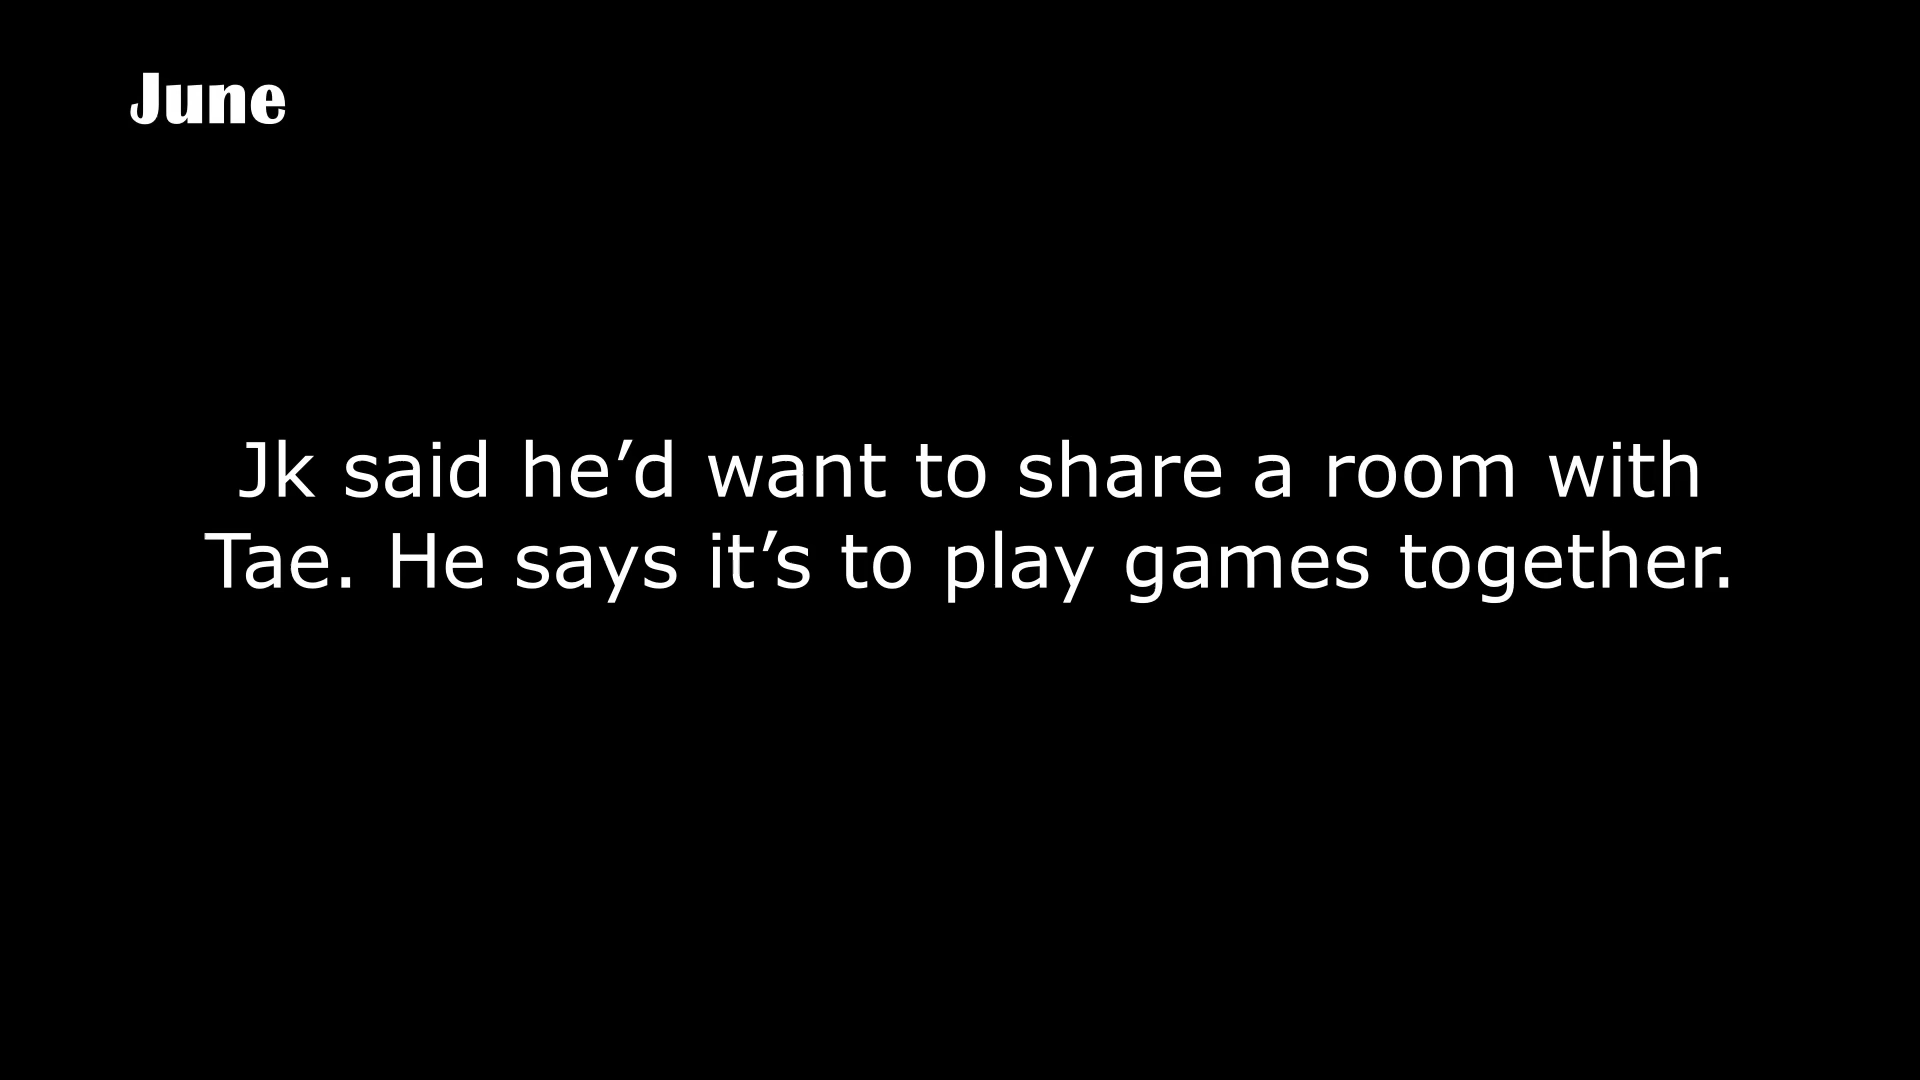 June
Jk said he’d want to share a room with
Tae. He says it’s to play games together.